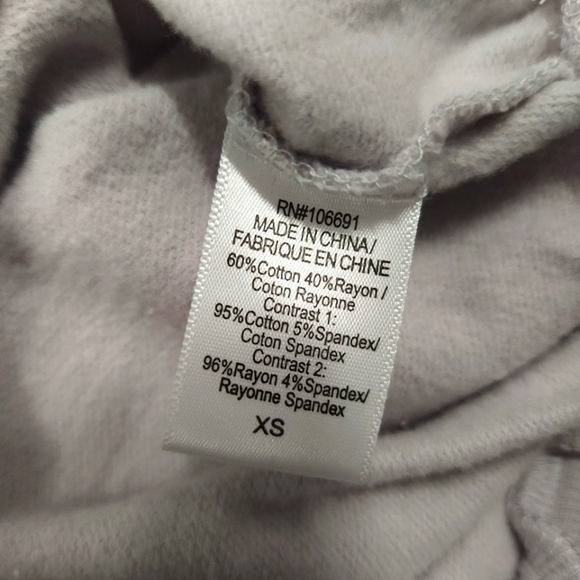 RN#106691
MADE IN CHINA/
FABRIQUE EN CHINE
60%Cotton 40%Rayon /
Coton Rayonne
Contrast 1:
95%Cotton 5%Spandex/
Coton Spandex
Contrast 2:
96%Rayon 4%Spandex/
Rayonne Spandex
XS